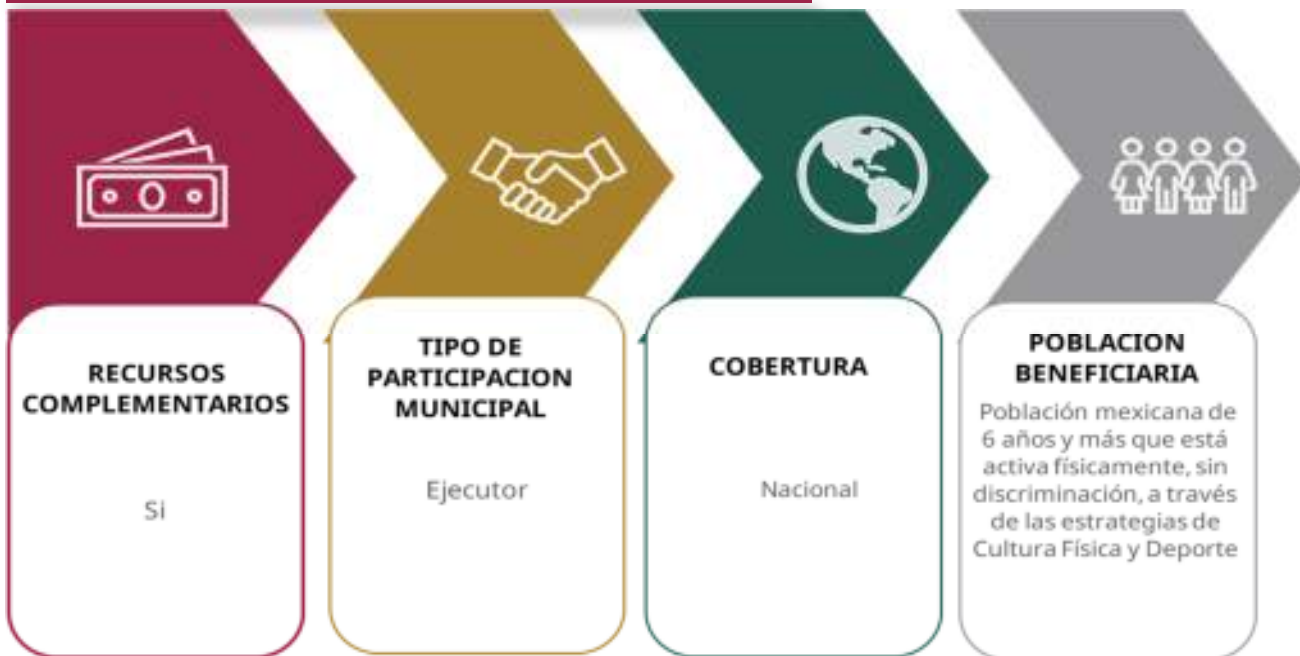 RECURSOS
COMPLEMENTARIOS
Si
TIPO DE
PARTICIPACION
MUNICIPAL
Ejecutor
COBERTURA
Nacional
POBLACION
BENEFICIARIA
Población mexicana de
6 años y más que está
activa físicamente, sin
discriminación, a través
de las estrategias de
Cultura Física y Deporte